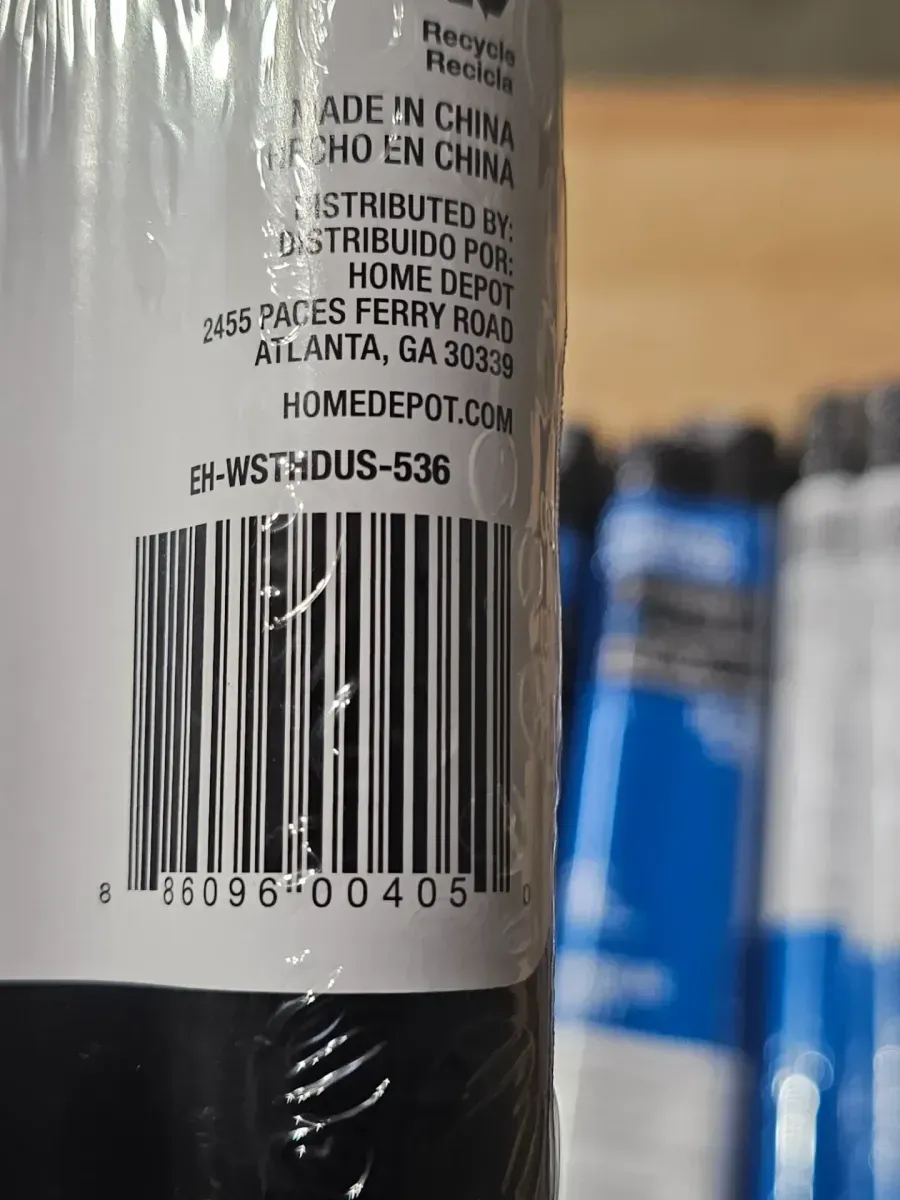 Recycle
Recicla
MADE IN CHINA
HECHO EN CHINA
DISTRIBUTED BY:
DISTRIBUIDO POR:
HOME DEPOT
2455 PACES FERRY ROAD
ATLANTA, GA 30339
HOMEDEPOT.COM
EH-WSTHDUS-536
8 86096 00405 0